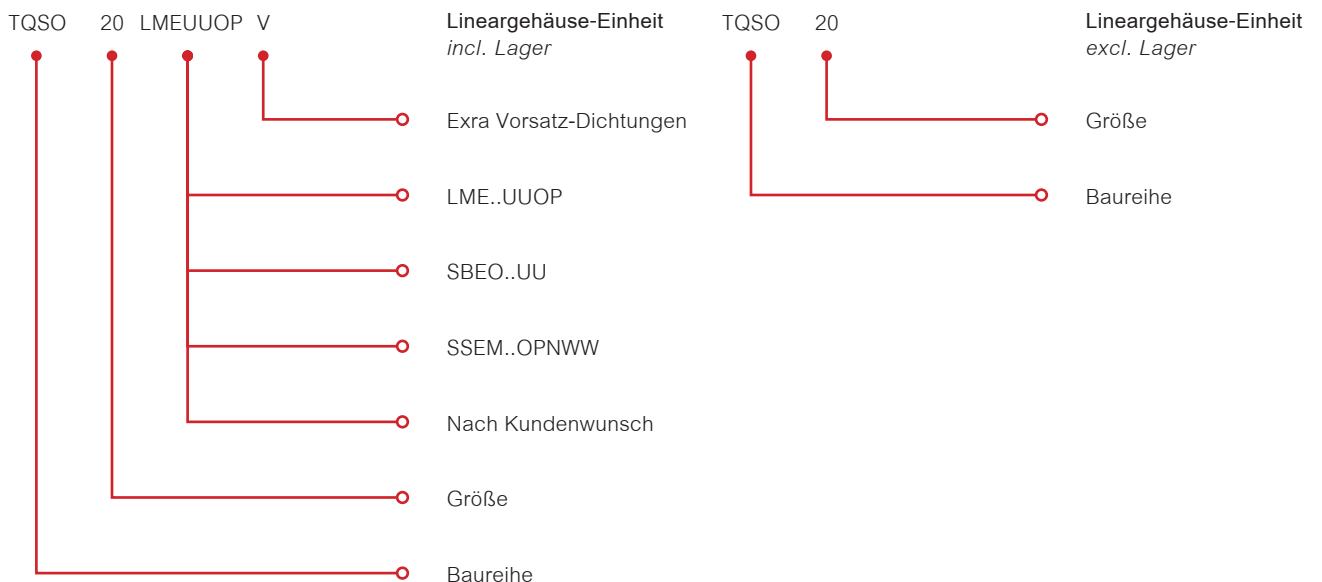 TQSO 20 LMEUUOP V
Lineargehäuse-Einheit
incl. Lager
Exra Vorsatz-Dichtungen
LME..UUOP
SBEO..UU
SSEM..OPNWW
Nach Kundenwunsch
Größe
Baureihe
TQSO 20
Lineargehäuse-Einheit
excl. Lager
Größe
Baureihe